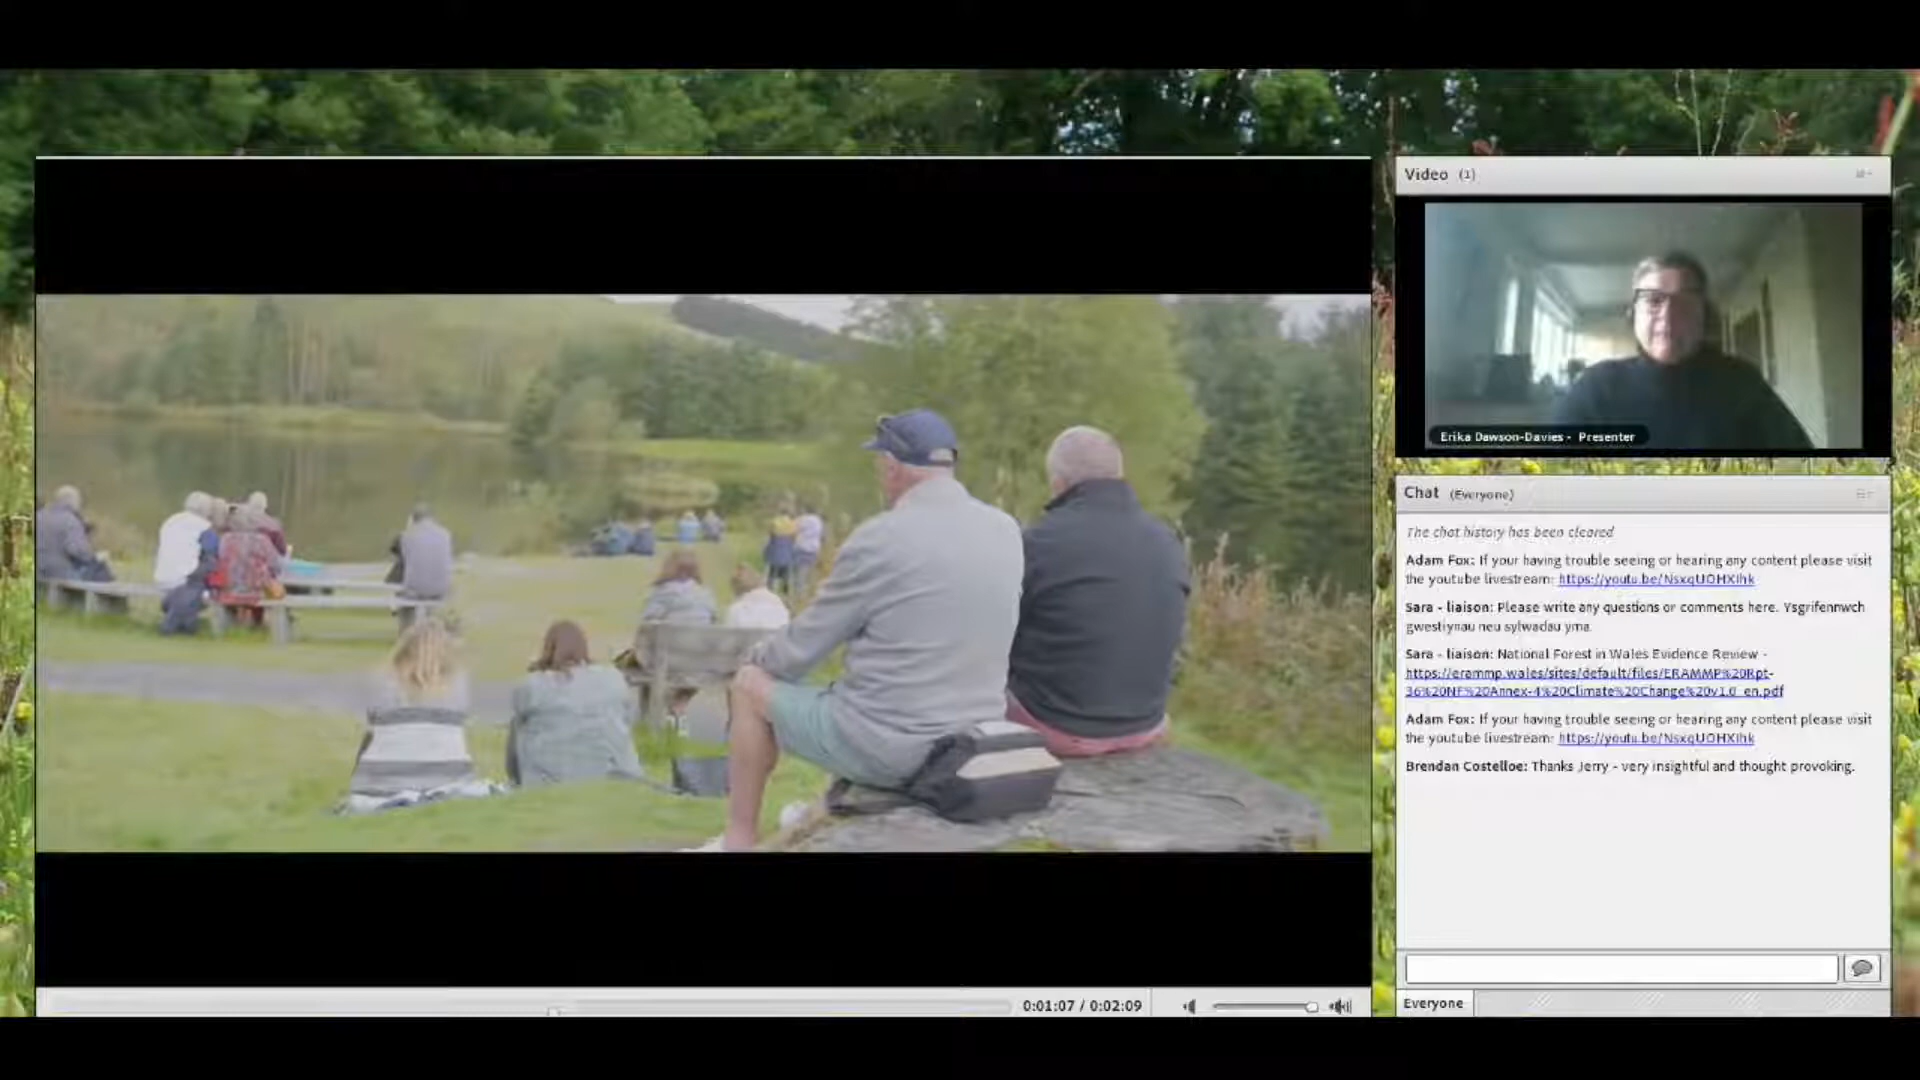 Video (1)
Erika Dawson-Davies - Presenter
Chat (Everyone)
The chat history has been cleared
Adam Fox: If your having trouble seeing or hearing any content please visit
the youtube livestream: https://youtu.be/NsxqUOHXIhk
Sara - liaison: Please write any questions or comments here. Ysgrifennwch
gwestiynau neu sylwadau yma.
Sara - liaison: National Forest in Wales Evidence Review -
https://erammp.wales/sites/default/files/ERAMMP%20Rpt-
36%20NF%20Annex-4%20Climate%20Change%20v1.0_en.pdf
Adam Fox: If your having trouble seeing or hearing any content please visit
the youtube livestream: https://youtu.be/NsxqUOHXIhk
Brendan Costelloe: Thanks Jerry - very insightful and thought provoking.
0:01:07 / 0:02:09
Everyone